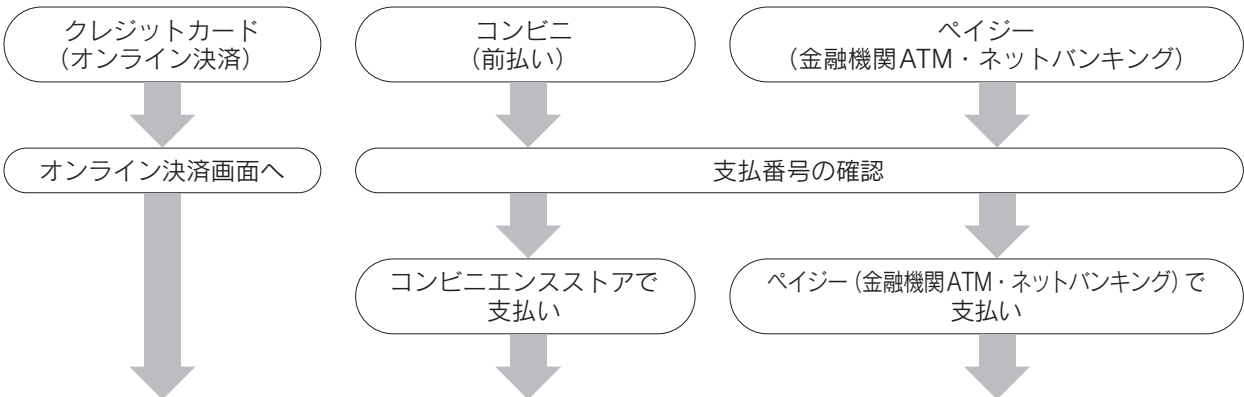 クレジットカード
（オンライン決済）
コンビニ
（前払い）
ペイジー
（金融機関ATM・ネットバンキング）
オンライン決済画面へ
支払番号の確認
コンビニエンスストアで
支払い
ペイジー（金融機関ATM・ネットバンキング）で
支払い